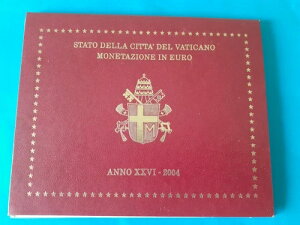 STATO DELLA CITTA' DEL VATICANO
MONETAZIONE IN EURO
M
ANNO XXVI - 2004